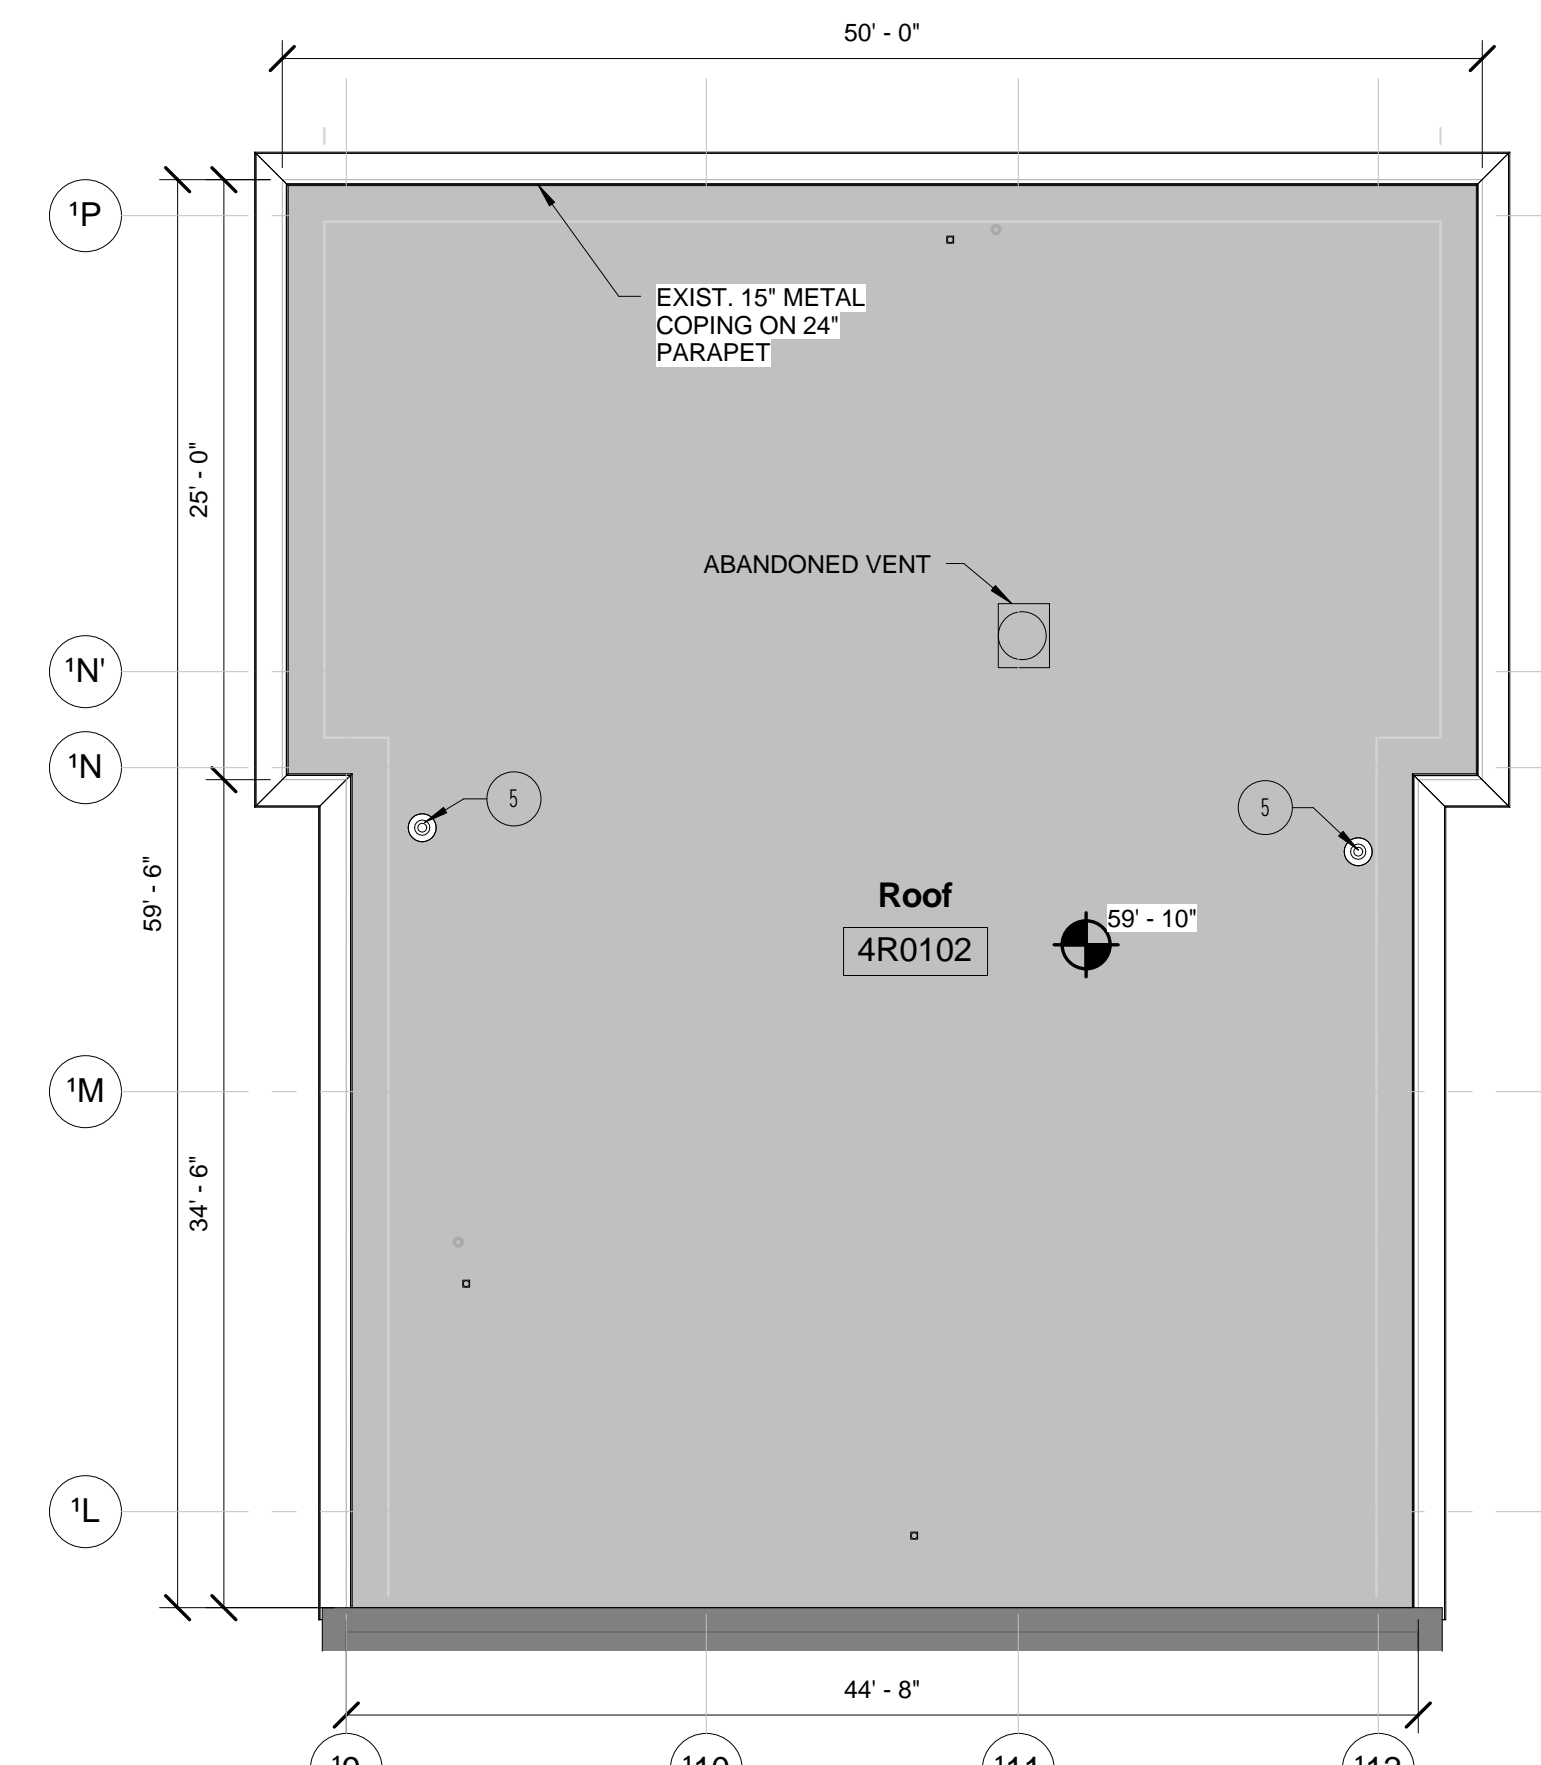 50' - 0"
¹P
EXIST. 15" METAL
COPING ON 24"
PARAPET
25' - 0"
ABANDONED VENT
¹N'
¹N
5
5
59' - 6"
Roof
59' - 10"
4R0102
¹M
34' - 6"
¹L
44' - 8"